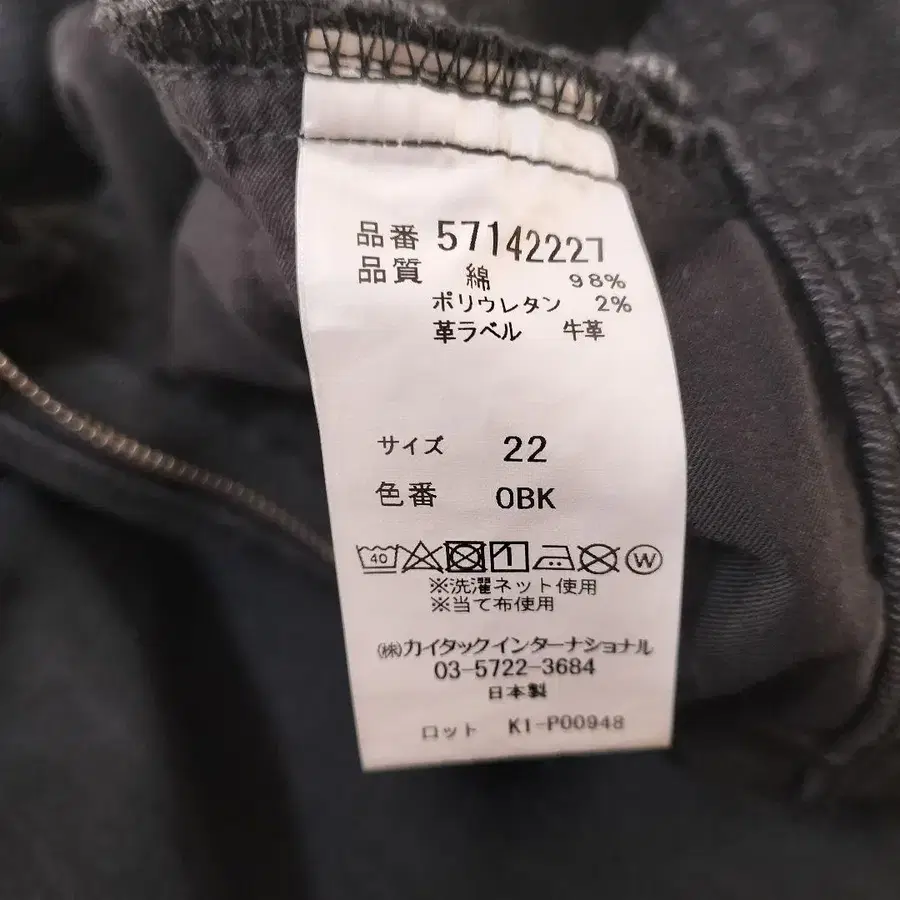 品番 57142227
品質 綿 98%
ポリウレタン 2%
革ラベル 牛革
サイズ 22
色番 0BK
40 W
※洗濯ネット使用
※当て布使用
㈱カイタックインターナショナル
03-5722-3684
日本製
ロット K1-P00948